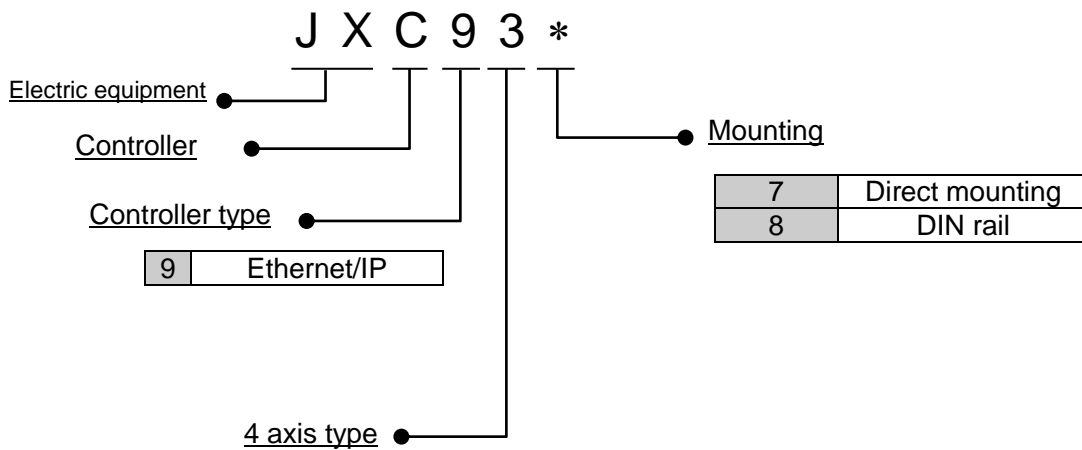 J X C 9 3 *
Electric equipment
Controller
Mounting
7 Direct mounting
8 DIN rail
Controller type
9 Ethernet/IP
4 axis type